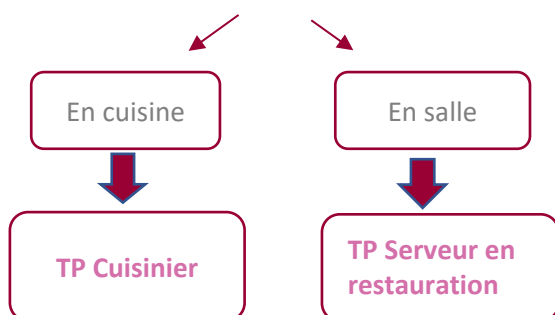 En cuisine
En salle
TP Cuisinier
TP Serveur en
restauration